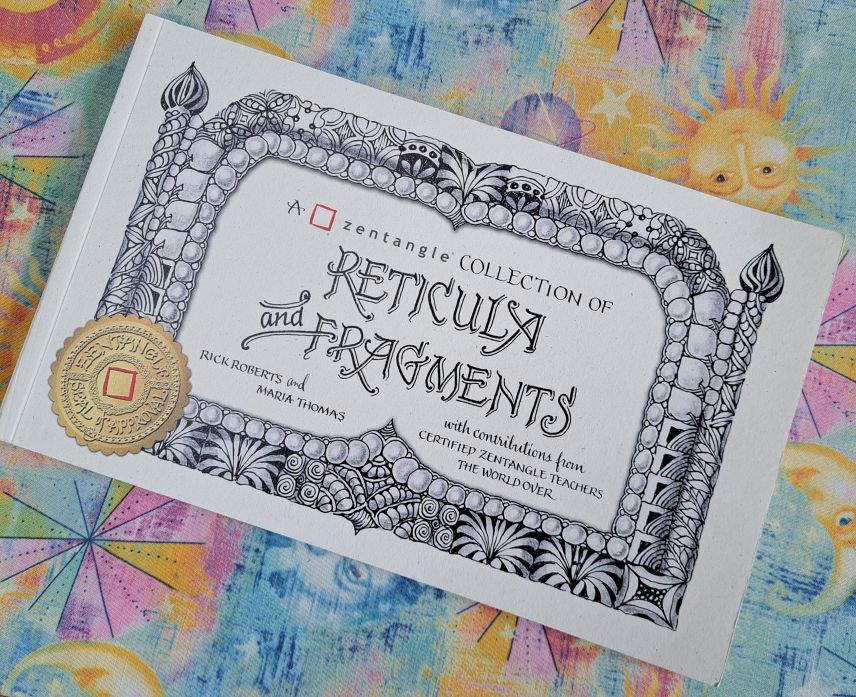 A zentangle® COLLECTION OF
RETICULA
and FRAGMENTS
RICK ROBERTS and
MARIA THOMAS
with contributions from
CERTIFIED ZENTANGLE TEACHERS
THE WORLD OVER
ZENTANGLE
SEAL of APPROVAL